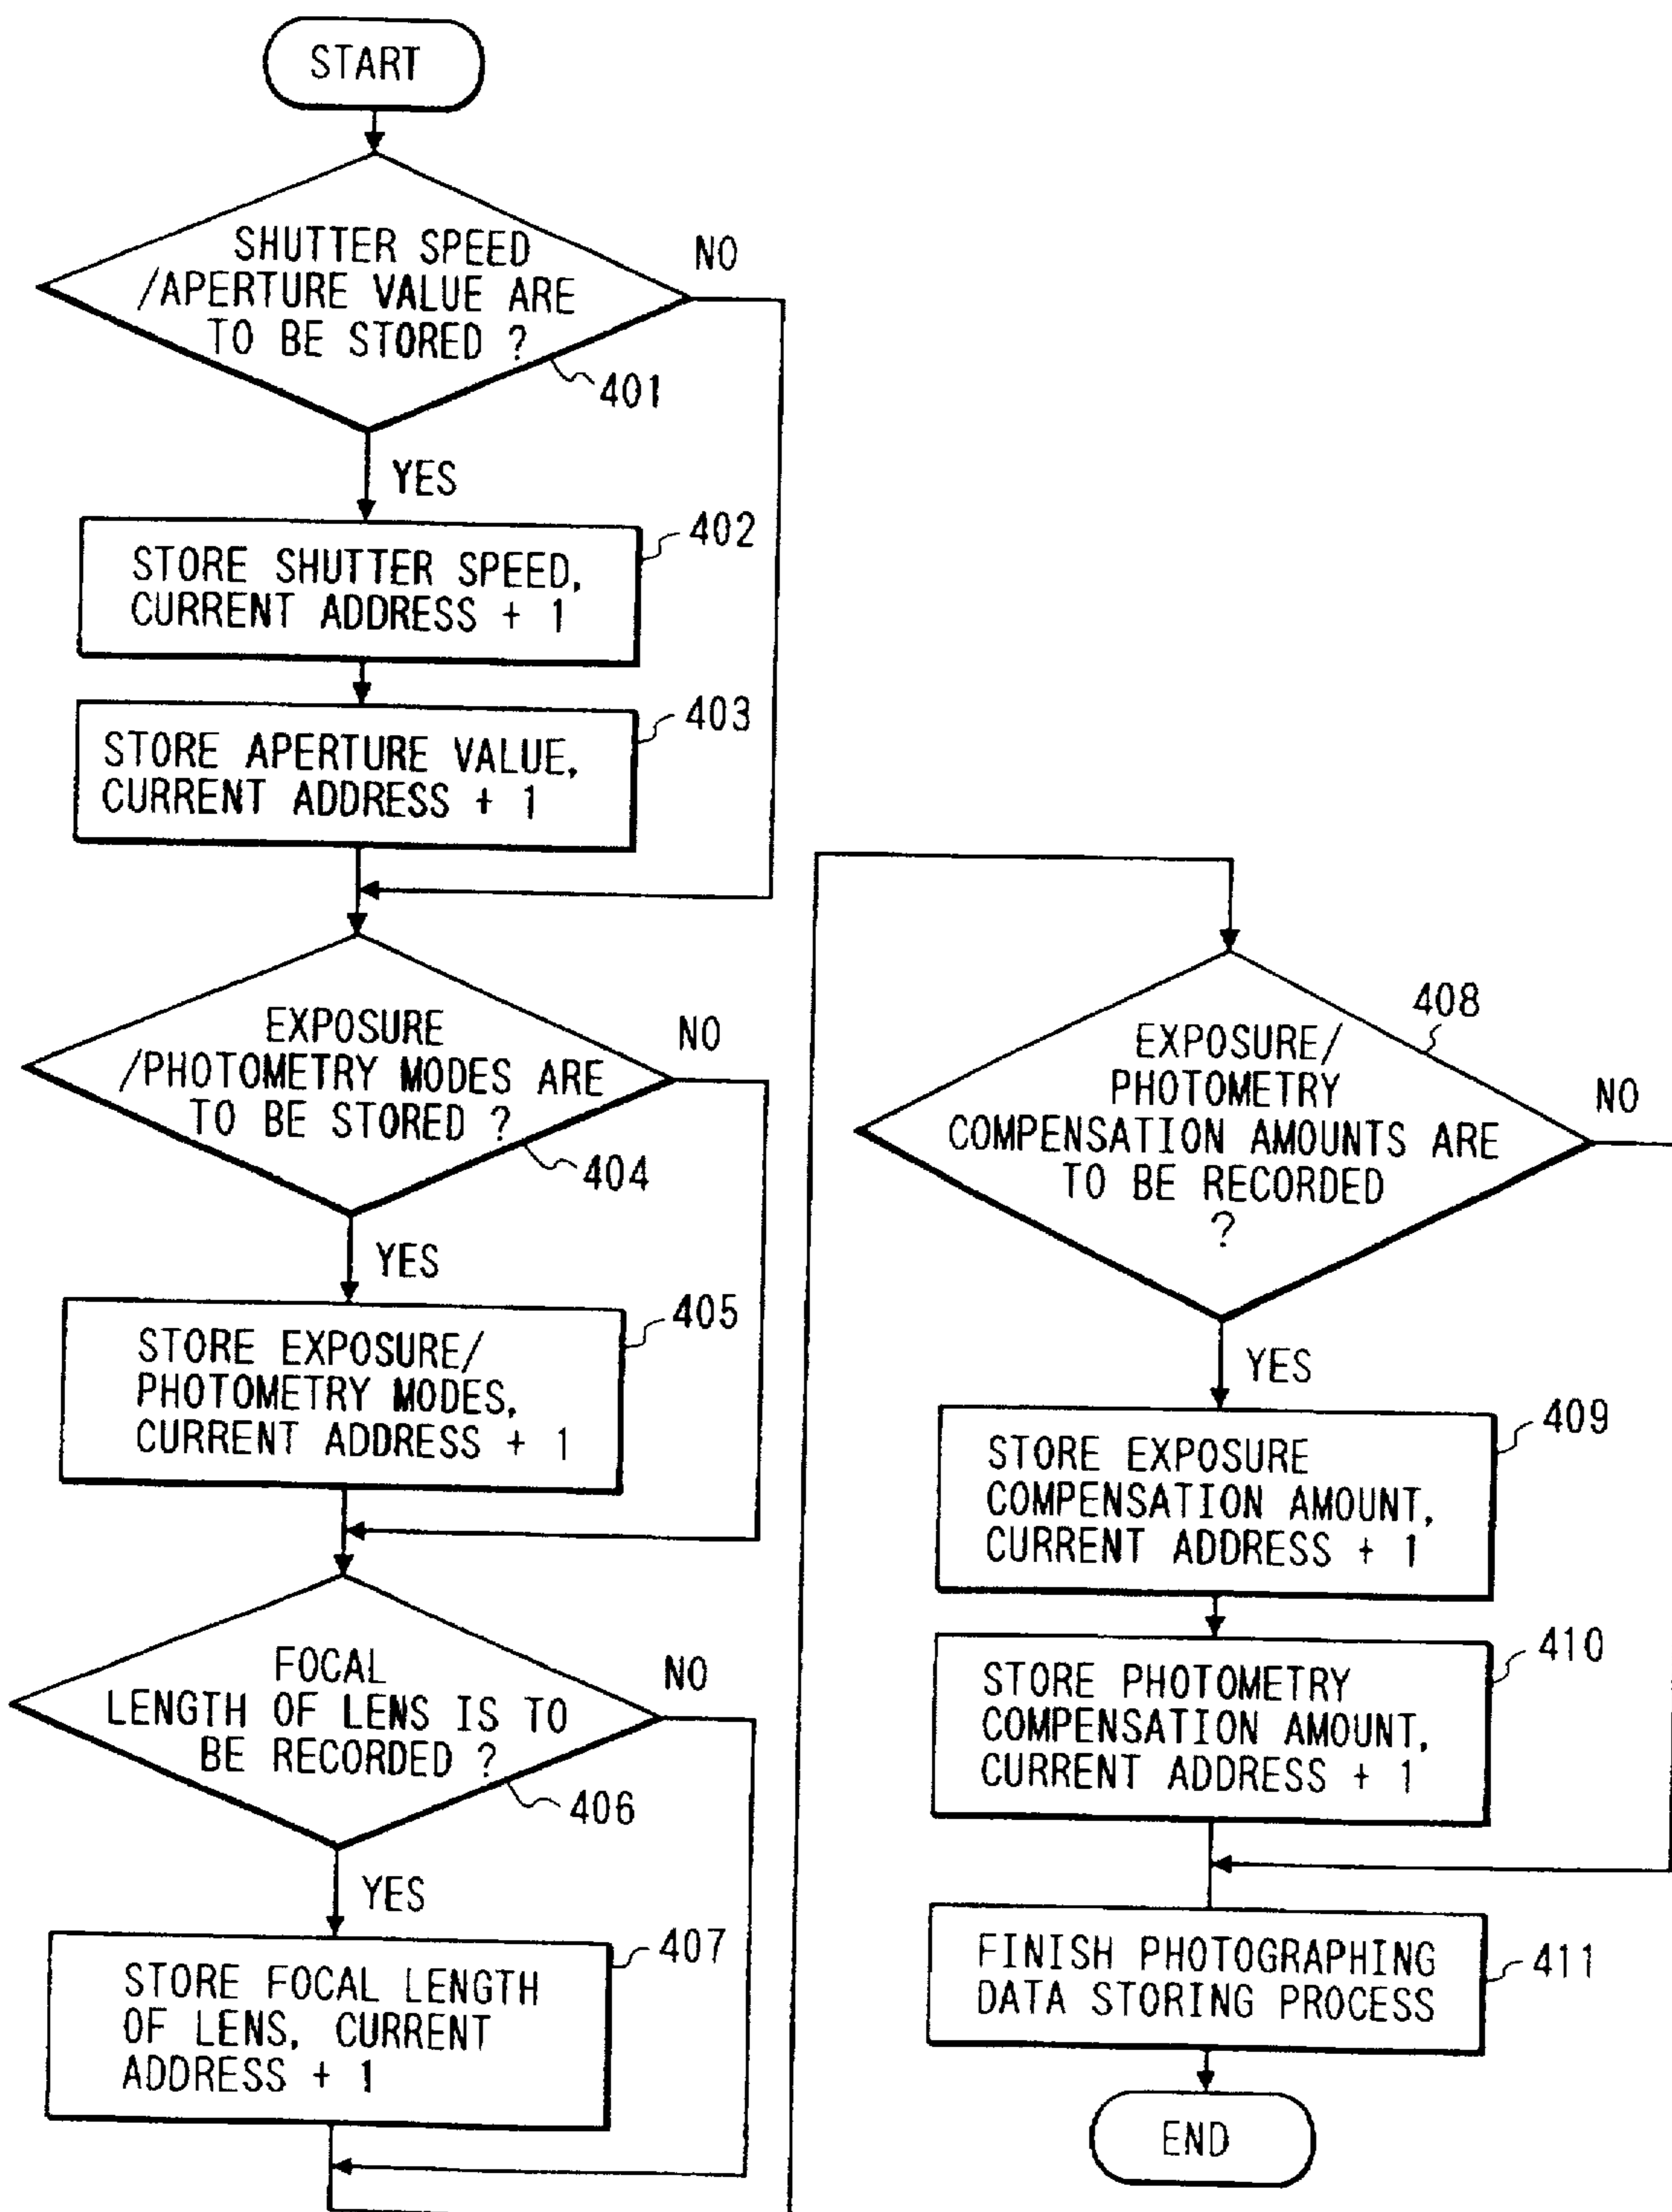 START
SHUTTER SPEED
/APERTURE VALUE ARE
TO BE STORED ?
NO
401
YES
402
STORE SHUTTER SPEED,
CURRENT ADDRESS + 1
403
STORE APERTURE VALUE,
CURRENT ADDRESS + 1
EXPOSURE
/PHOTOMETRY MODES ARE
TO BE STORED ?
NO
404
YES
405
STORE EXPOSURE/
PHOTOMETRY MODES,
CURRENT ADDRESS + 1
FOCAL
LENGTH OF LENS IS TO
BE RECORDED ?
NO
406
YES
407
STORE FOCAL LENGTH
OF LENS, CURRENT
ADDRESS + 1
408
EXPOSURE/
PHOTOMETRY
COMPENSATION AMOUNTS ARE
TO BE RECORDED
?
NO
YES
409
STORE EXPOSURE
COMPENSATION AMOUNT,
CURRENT ADDRESS + 1
410
STORE PHOTOMETRY
COMPENSATION AMOUNT,
CURRENT ADDRESS + 1
FINISH PHOTOGRAPHING
DATA STORING PROCESS
411
END